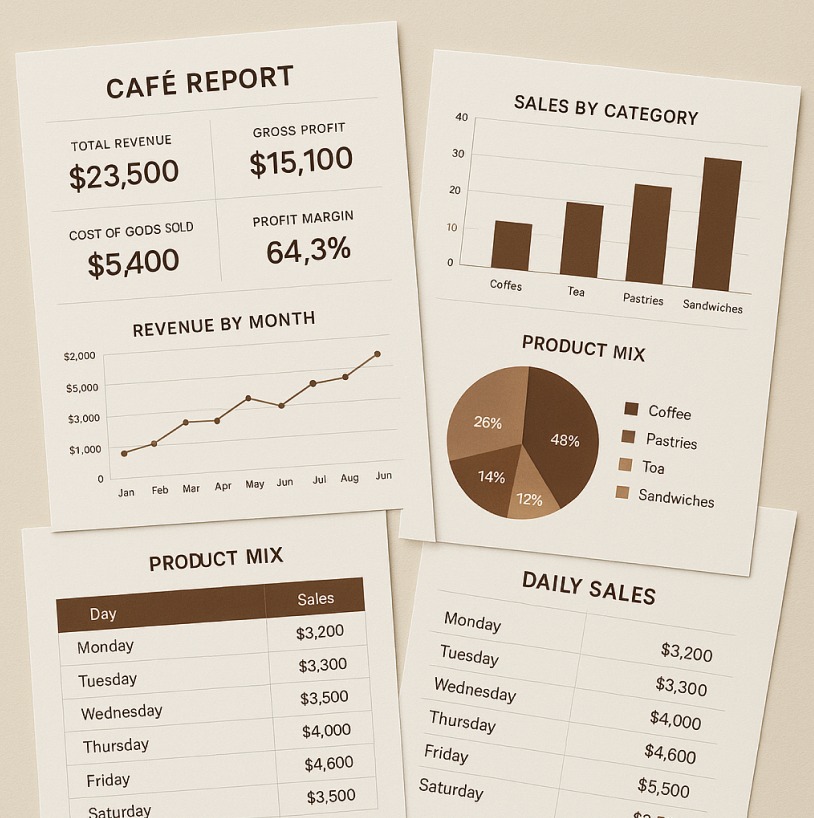 CAFÉ REPORT
TOTAL REVENUE
$23,500
GROSS PROFIT
$15,100
COST OF GODS SOLD
$5,400
PROFIT MARGIN
64,3%
REVENUE BY MONTH
$2,000
$5,000
$3,000
$1,000
0
Jan Feb Mar Apr May Jun Jul Aug Jun
SALES BY CATEGORY
40
30
20
10
0
Coffes Tea Pastries Sandwiches
PRODUCT MIX
26%
48%
14%
12%
Coffee
Pastries
Toa
Sandwiches
PRODUCT MIX
Day Sales
Monday $3,200
Tuesday $3,300
Wednesday $3,500
Thursday $4,000
Friday $4,600
Saturday $3,500
DAILY SALES
Monday $3,200
Tuesday $3,300
Wednesday $4,000
Thursday $4,600
Friday $5,500
Saturday